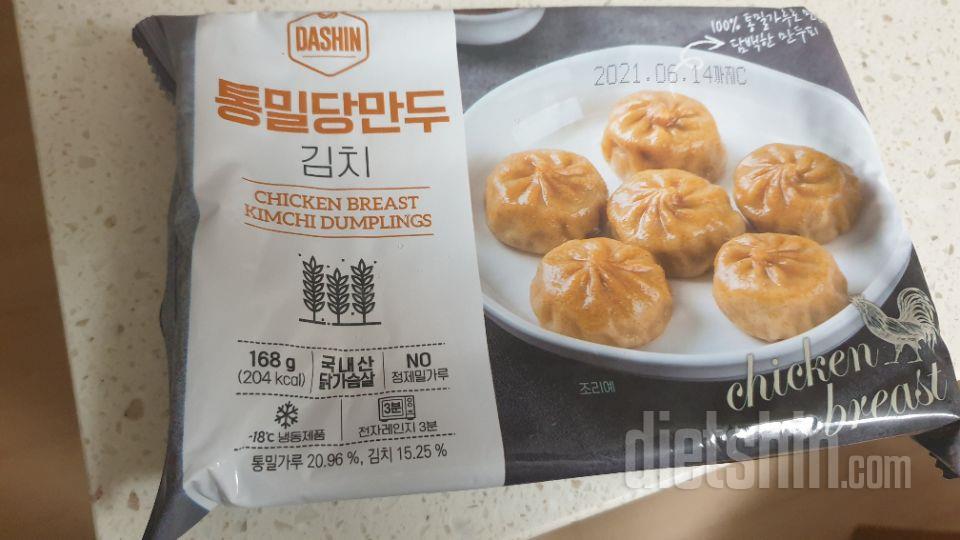 DASHIN
통밀당만두
김치
CHICKEN BREAST
KIMCHI DUMPLINGS
168 g
(204 kcal)
국내산
닭가슴살
NO
정제밀가루
-18℃ 냉동제품
3분
전자레인지 3분
통밀가루 20.96 %, 김치 15.25 %
100% 통밀가루로
담백한 만두피
2021.06.14까지C
조리예
chicken
breast
dietshin.com